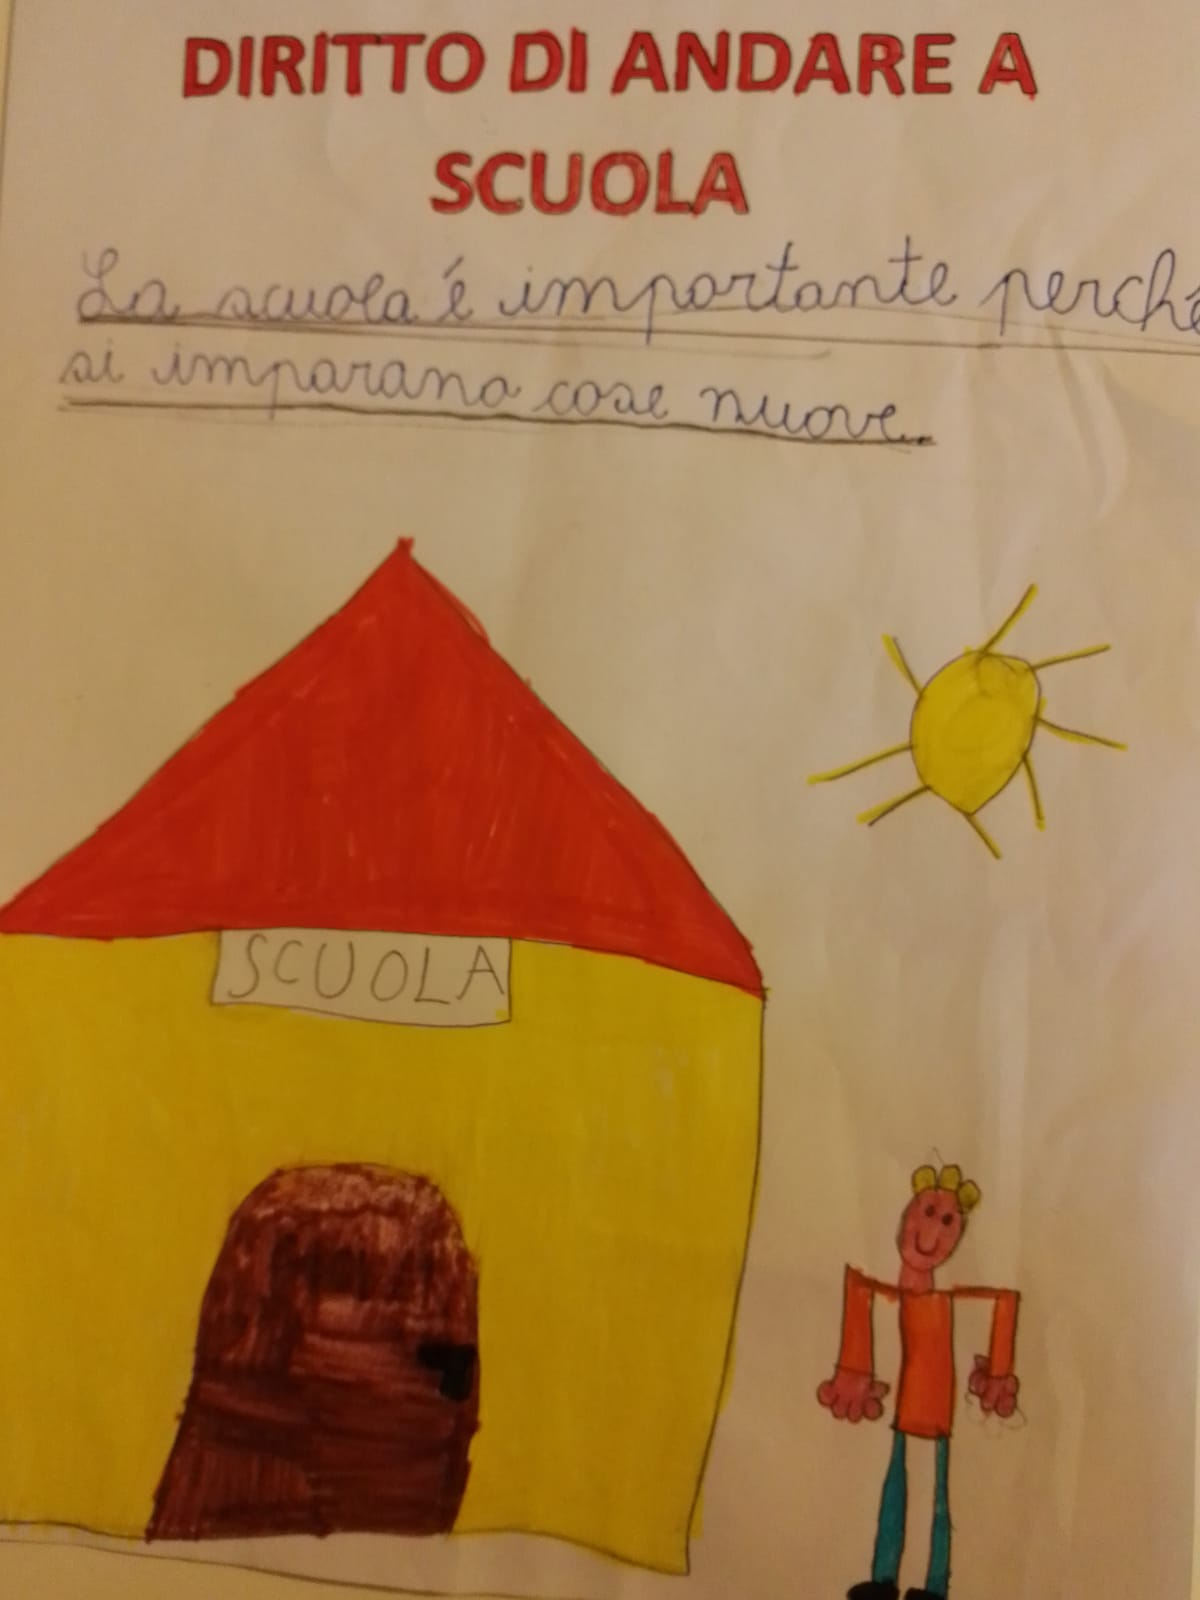 DIRITTO DI ANDARE A
SCUOLA
La scuola é importante perché
si imparano cose nuove.
SCUOLA